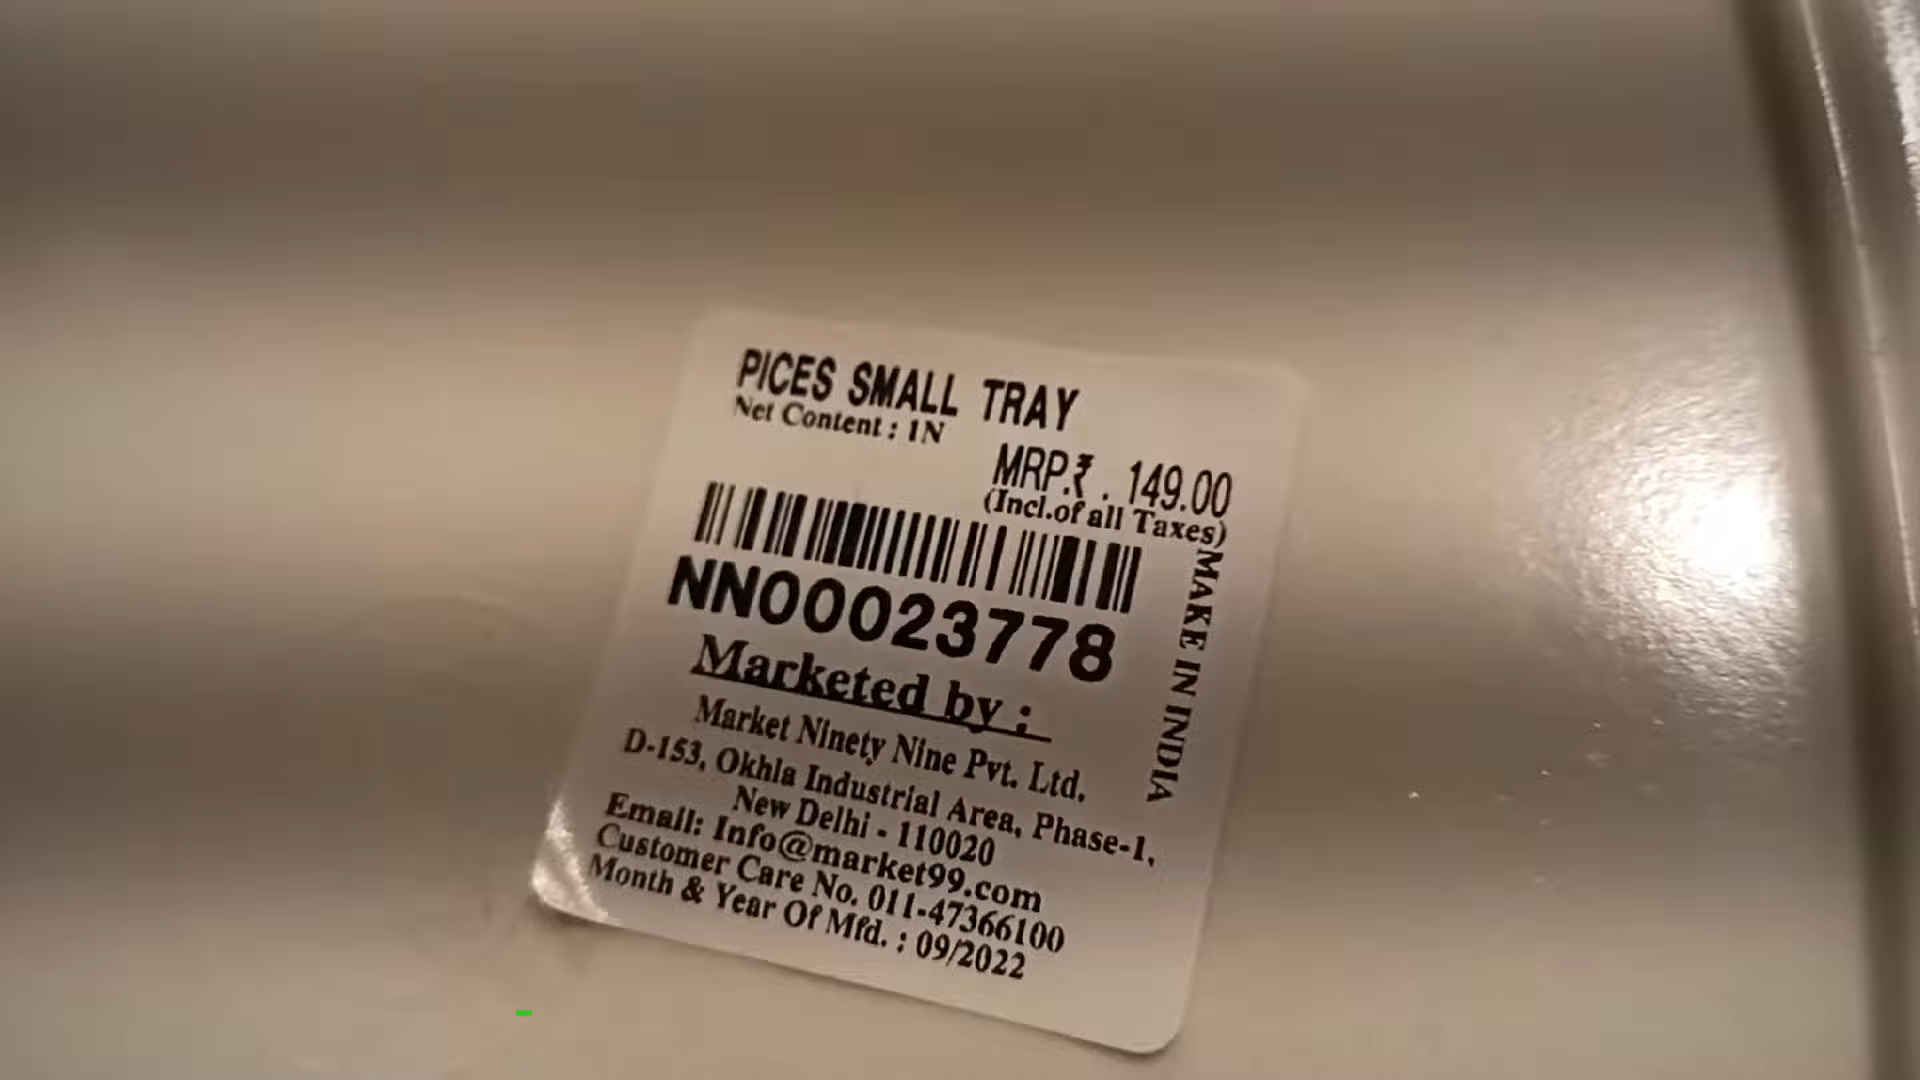 PICES SMALL TRAY
Net Content : 1N
MRP.₹ . 149.00
(Incl.of all Taxes)
NN00023778
MAKE IN INDIA
Marketed by :
Market Ninety Nine Pvt. Ltd.
D-153, Okhla Industrial Area, Phase-1,
New Delhi - 110020
Email: Info@market99.com
Customer Care No. 011-47366100
Month & Year Of Mfd. : 09/2022